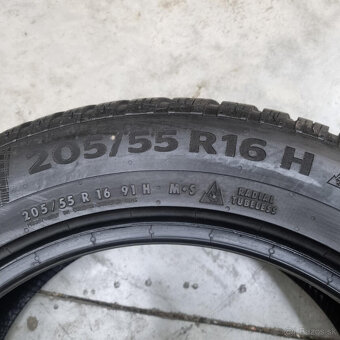 205/55 R16 H
205/55 R 16 91 H M+S RADIAL
TUBELESS